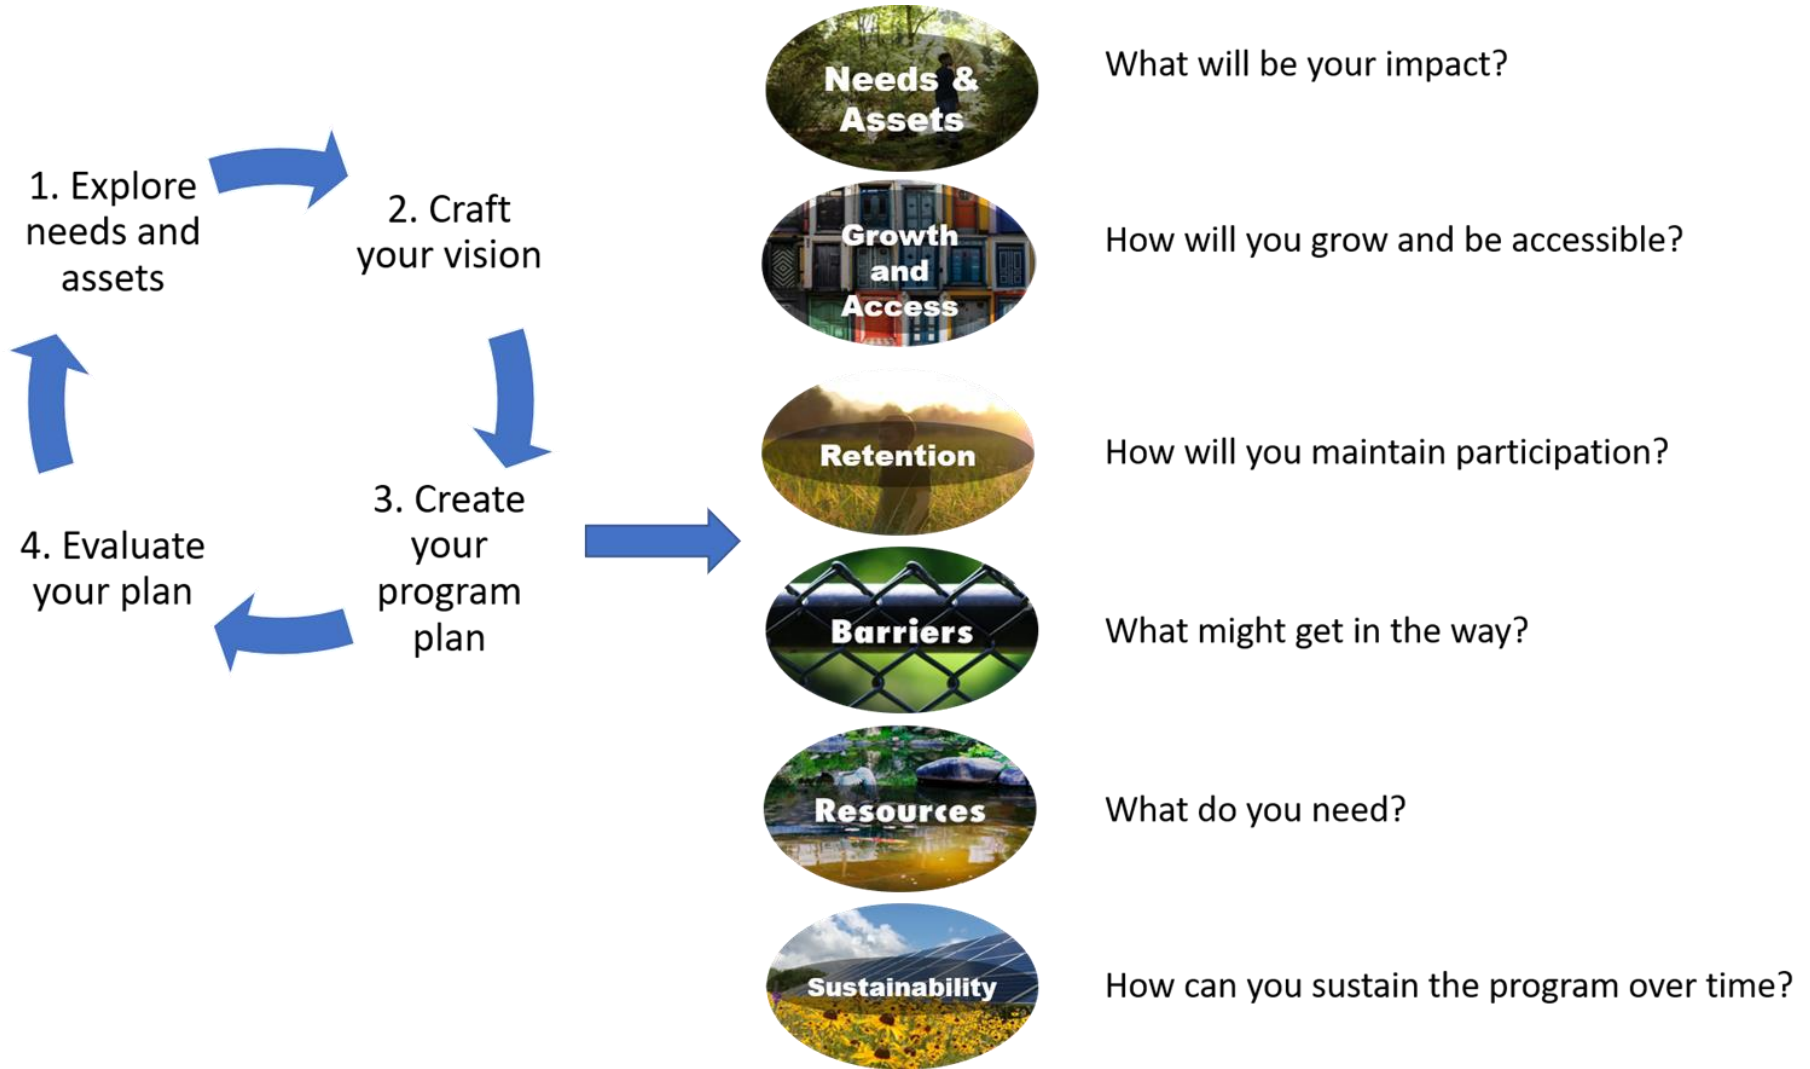 1. Explore
needs and
assets
2. Craft
your vision
3. Create
your
program
plan
4. Evaluate
your plan
Needs &
Assets
What will be your impact?
Growth
and
Access
How will you grow and be accessible?
Retention
How will you maintain participation?
Barriers
What might get in the way?
Resources
What do you need?
Sustainability
How can you sustain the program over time?